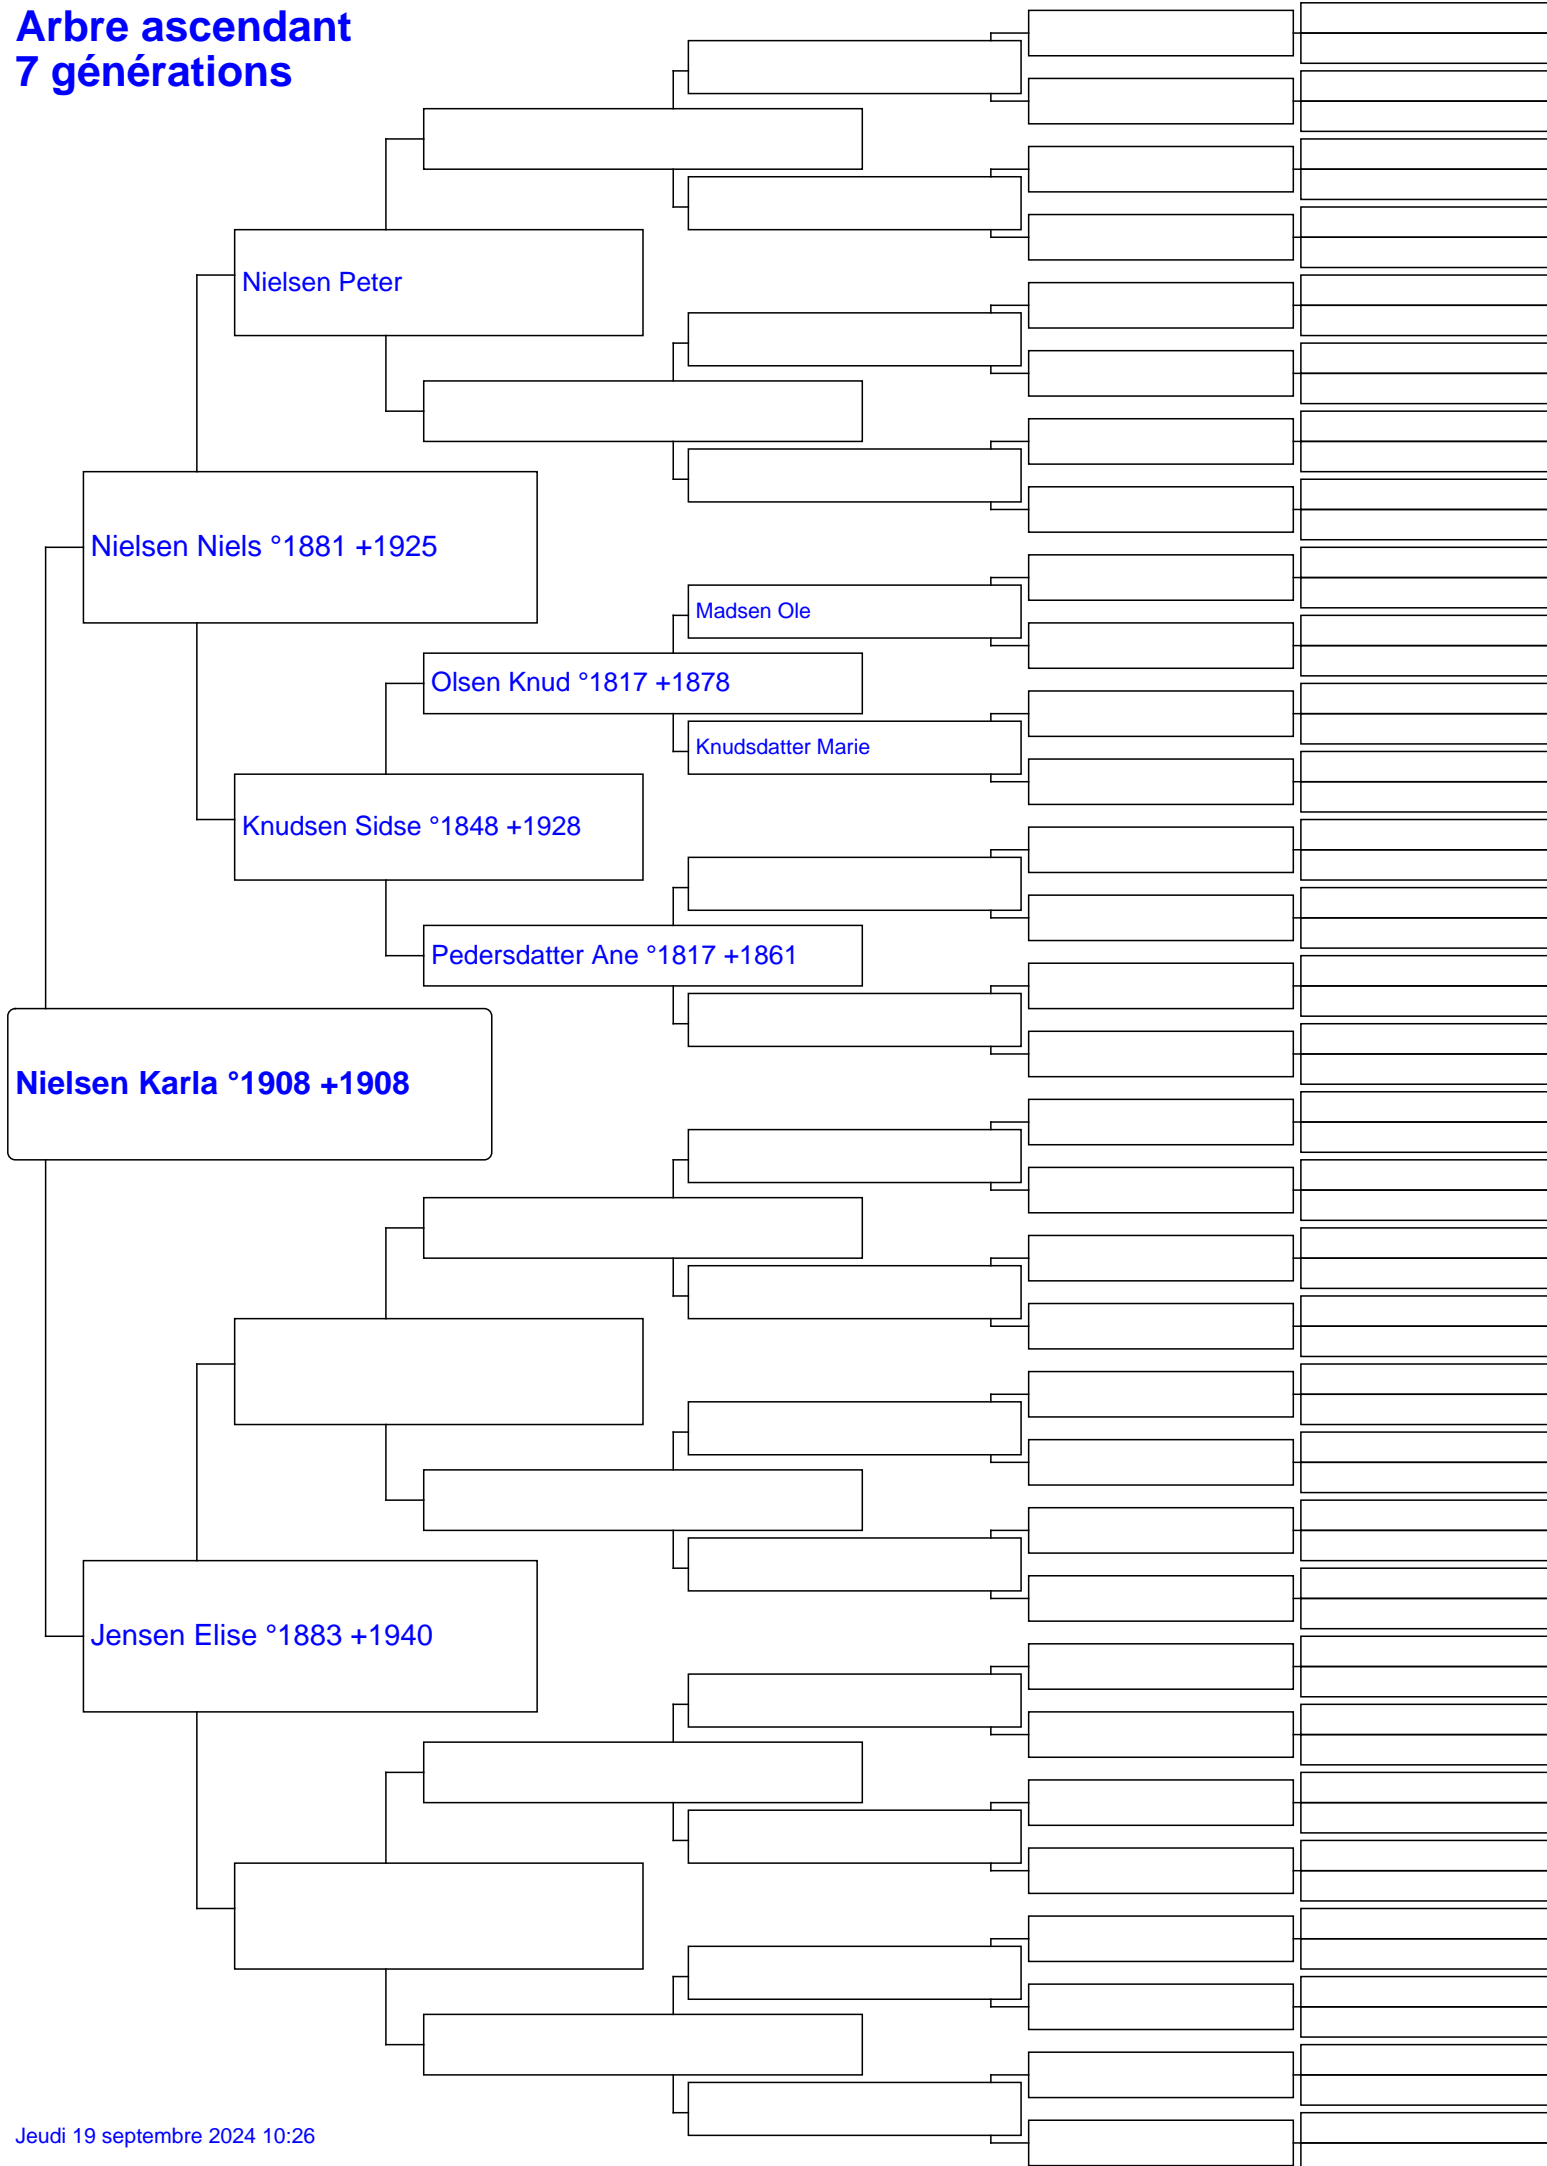 Arbre ascendant
7 générations
Nielsen Peter
Nielsen Niels °1881 +1925
Madsen Ole
Olsen Knud °1817 +1878
Knudsdatter Marie
Knudsen Sidse °1848 +1928
Pedersdatter Ane °1817 +1861
Nielsen Karla °1908 +1908
Jensen Elise °1883 +1940
Jeudi 19 septembre 2024 10:26